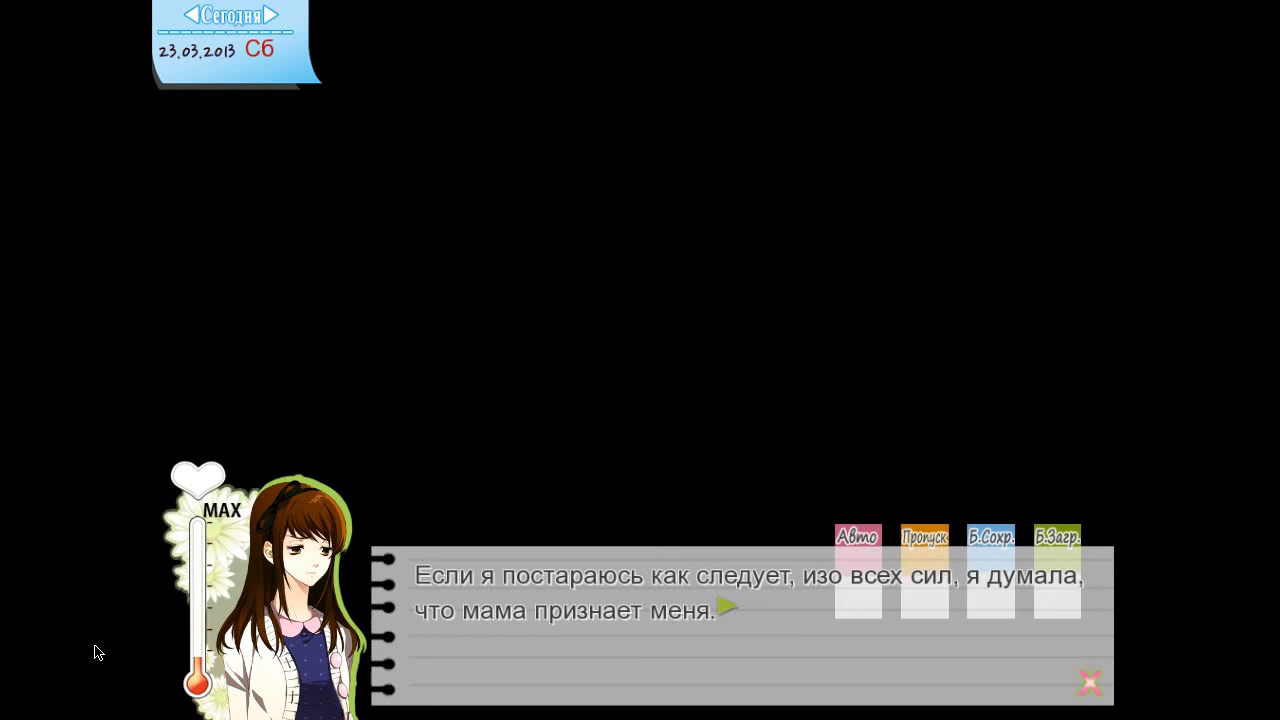 Сегодня
23.03.2013 Сб
MAX
Авто Пропуск Б.Сохр. Б.Загр.
Если я постараюсь как следует, изо всех сил, я думала,
что мама признает меня.